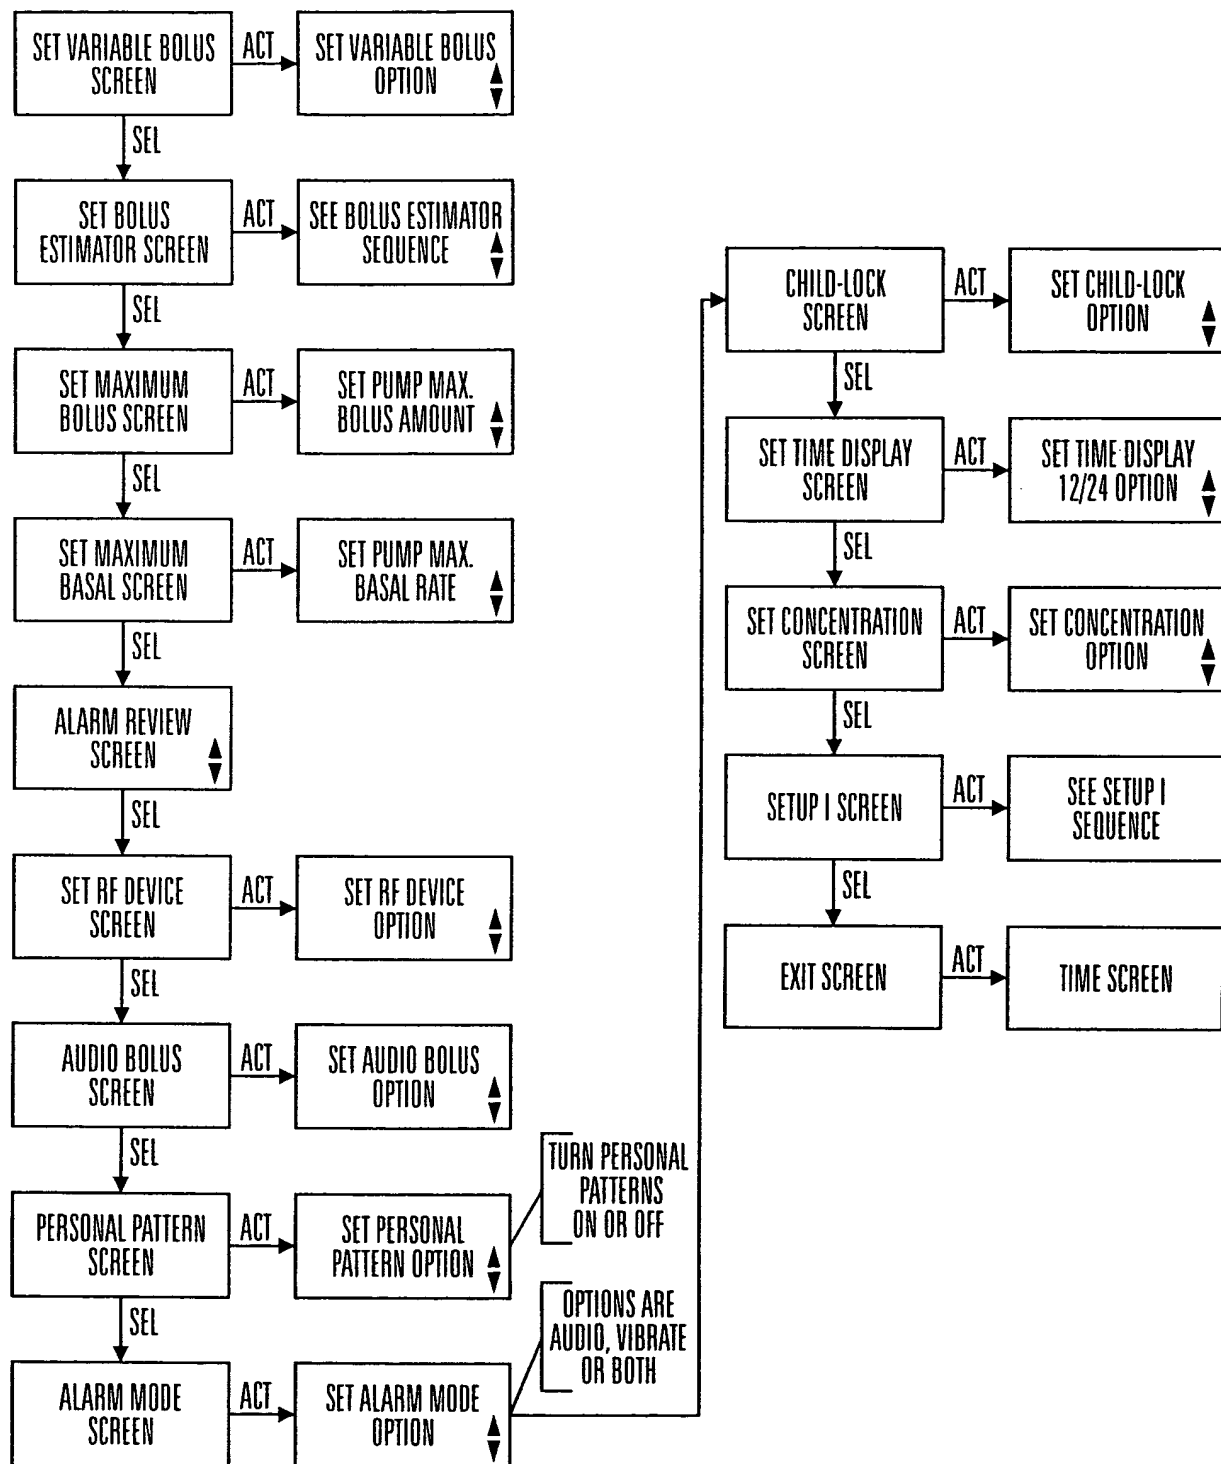 SET VARIABLE BOLUS
SCREEN
ACT
SET VARIABLE BOLUS
OPTION
SEL
SET BOLUS
ESTIMATOR SCREEN
ACT
SEE BOLUS ESTIMATOR
SEQUENCE
SEL
SET MAXIMUM
BOLUS SCREEN
ACT
SET PUMP MAX.
BOLUS AMOUNT
SEL
SET MAXIMUM
BASAL SCREEN
ACT
SET PUMP MAX.
BASAL RATE
SEL
ALARM REVIEW
SCREEN
SEL
SET RF DEVICE
SCREEN
ACT
SET RF DEVICE
OPTION
SEL
AUDIO BOLUS
SCREEN
ACT
SET AUDIO BOLUS
OPTION
SEL
PERSONAL PATTERN
SCREEN
ACT
SET PERSONAL
PATTERN OPTION
TURN PERSONAL
PATTERNS
ON OR OFF
SEL
ALARM MODE
SCREEN
ACT
SET ALARM MODE
OPTION
OPTIONS ARE
AUDIO, VIBRATE
OR BOTH
CHILD-LOCK
SCREEN
ACT
SET CHILD-LOCK
OPTION
SEL
SET TIME DISPLAY
SCREEN
ACT
SET TIME DISPLAY
12/24 OPTION
SEL
SET CONCENTRATION
SCREEN
ACT
SET CONCENTRATION
OPTION
SEL
SETUP I SCREEN
ACT
SEE SETUP I
SEQUENCE
SEL
EXIT SCREEN
ACT
TIME SCREEN